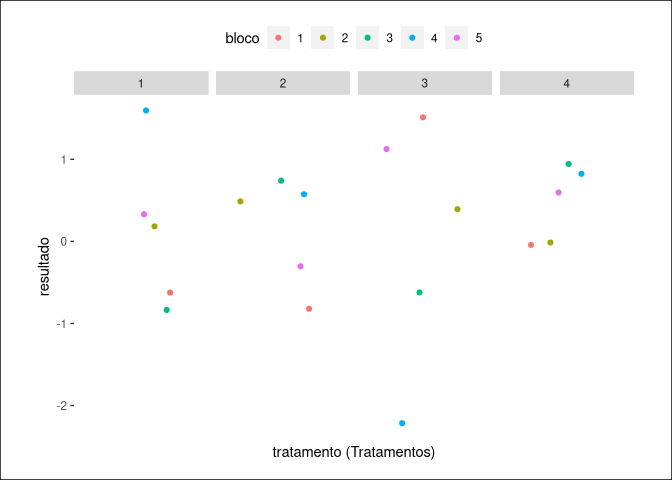 bloco 1 2 3 4 5
1 2 3 4
1
0
-1
-2
resultado
tratamento (Tratamentos)